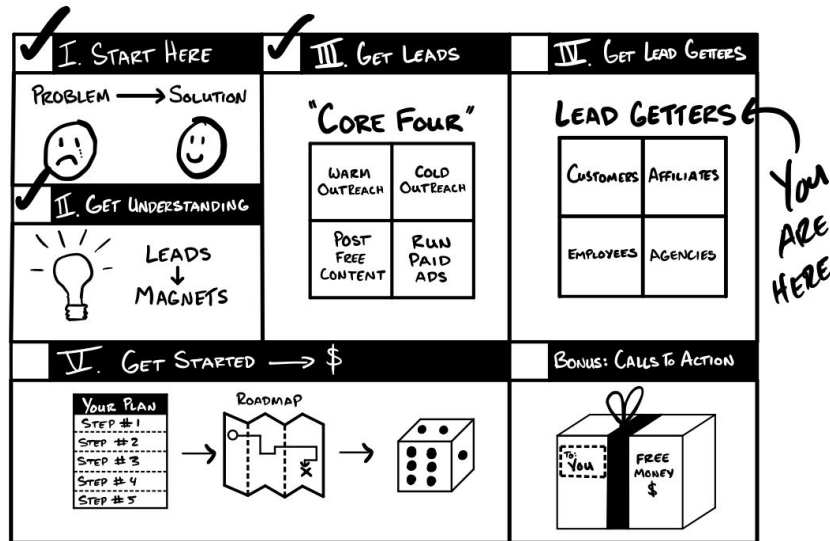 I. START HERE
PROBLEM → SOLUTION
II. GET UNDERSTANDING
LEADS
↓
MAGNETS
III. GET LEADS
"CORE FOUR"
WARM
OUTREACH
COLD
OUTREACH
POST
FREE
CONTENT
RUN
PAID
ADS
IV. GET LEAD GETTERS
LEAD GETTERS
CUSTOMERS
AFFILIATES
EMPLOYEES
AGENCIES
YOU
ARE
HERE
V. GET STARTED → $
YOUR PLAN
STEP #1
STEP #2
STEP #3
STEP #4
STEP #5
ROADMAP
X
BONUS: CALLS TO ACTION
TO:
YOU
FREE
MONEY
$